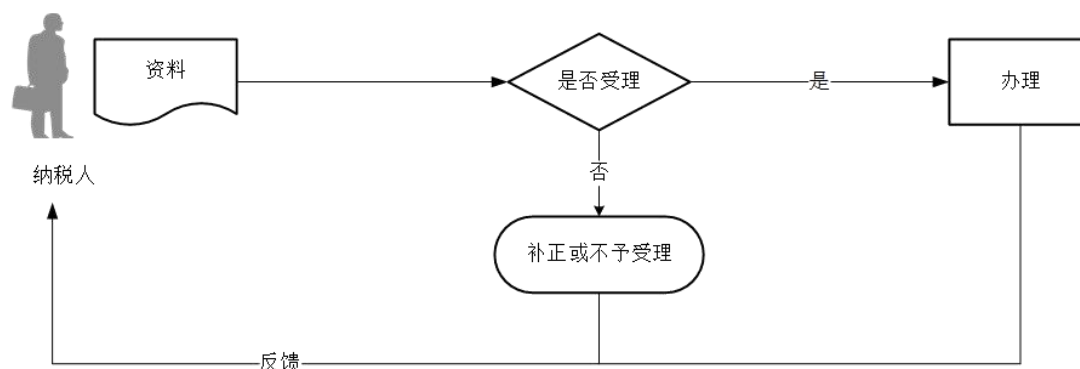 资料
是否受理
是
办理
纳税人
否
补正或不予受理
反馈